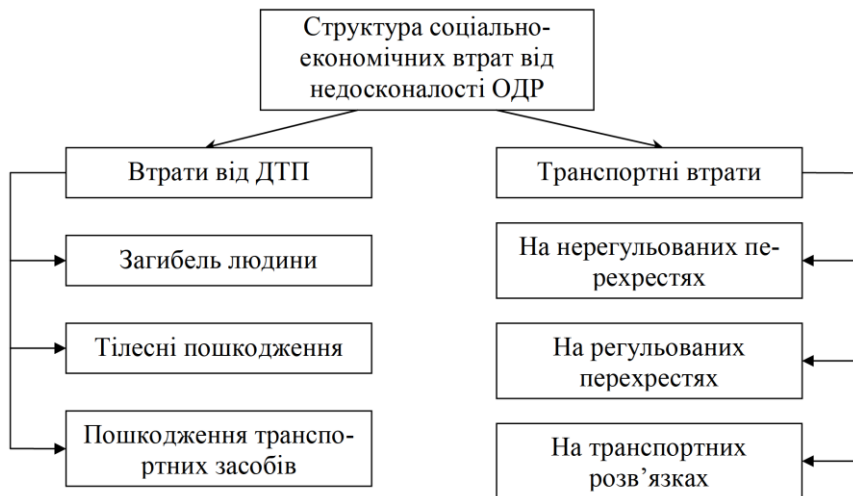 Структура соціально-
економічних втрат від
недосконалості ОДР
Втрати від ДТП
Транспортні втрати
Загибель людини
На нерегульованих пе-
рехрестях
Тілесні пошкодження
На регульованих
перехрестях
Пошкодження транспо-
ртних засобів
На транспортних
розв’язках